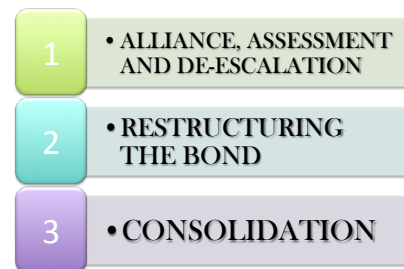 1
• ALLIANCE, ASSESSMENT
AND DE-ESCALATION
2
• RESTRUCTURING
THE BOND
3
• CONSOLIDATION